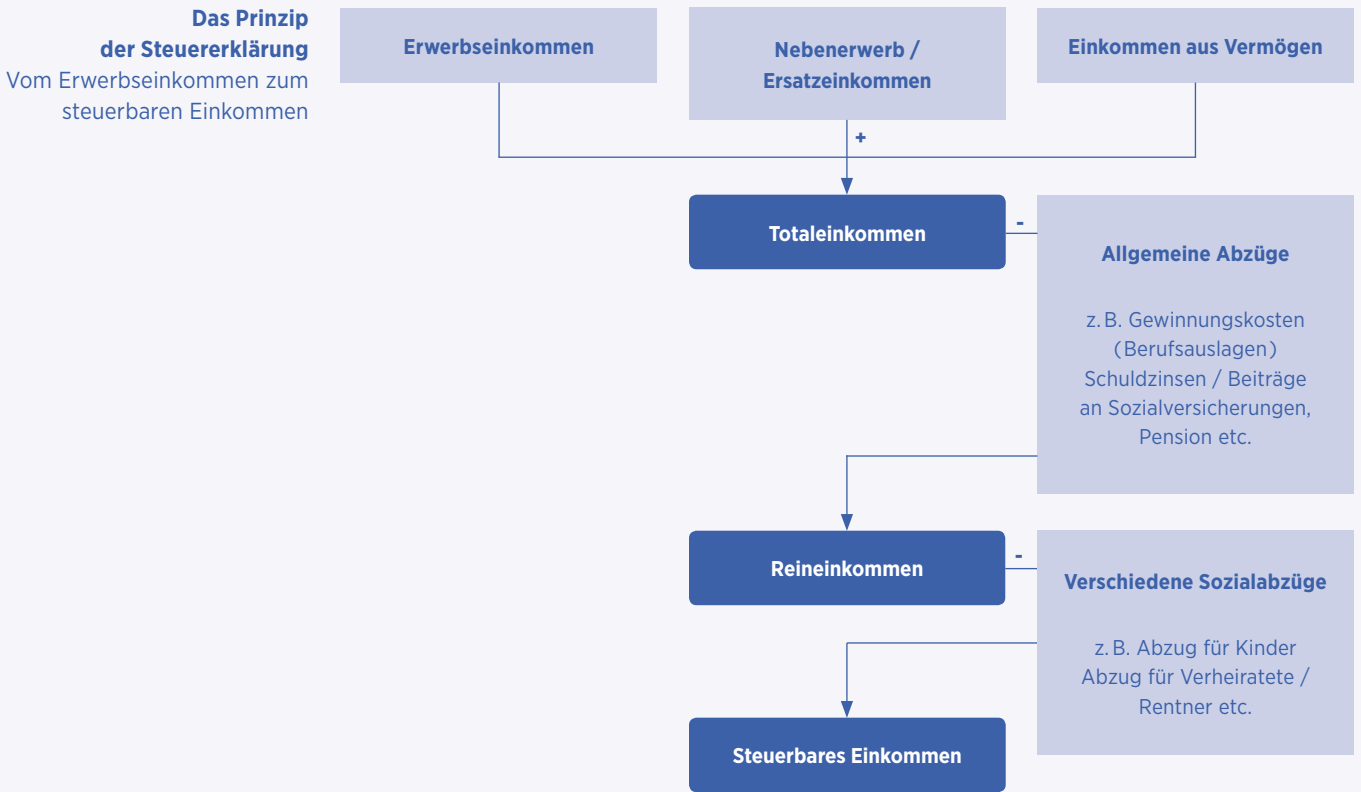 Das Prinzip
der Steuererklärung
Vom Erwerbseinkommen zum
steuerbaren Einkommen
Erwerbseinkommen
Nebenerwerb /
Ersatzeinkommen
Einkommen aus Vermögen
+
Totaleinkommen
-
Allgemeine Abzüge
z. B. Gewinnungskosten
(Berufsauslagen)
Schuldzinsen / Beiträge
an Sozialversicherungen,
Pension etc.
Reineinkommen
-
Verschiedene Sozialabzüge
z. B. Abzug für Kinder
Abzug für Verheiratete /
Rentner etc.
Steuerbares Einkommen